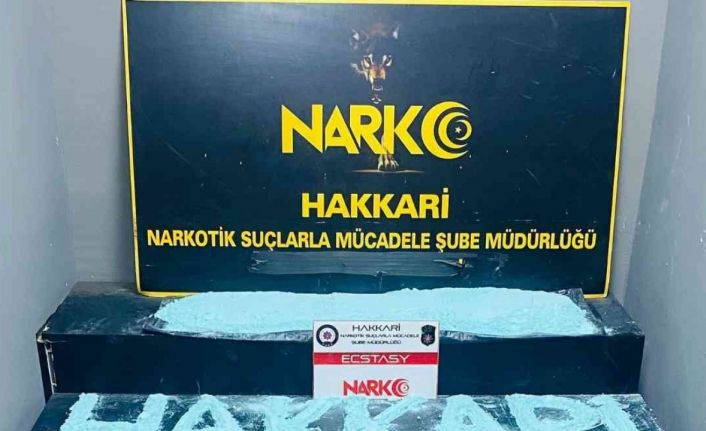 NARKO
HAKKARİ
NARKOTİK SUÇLARLA MÜCADELE ŞUBE MÜDÜRLÜĞÜ
HAKKARİ
NARKOTİK SUÇLARLA MÜCADELE
ŞUBE MÜDÜRLÜĞÜ
ECSTASY
NARKO
HAKKARİ